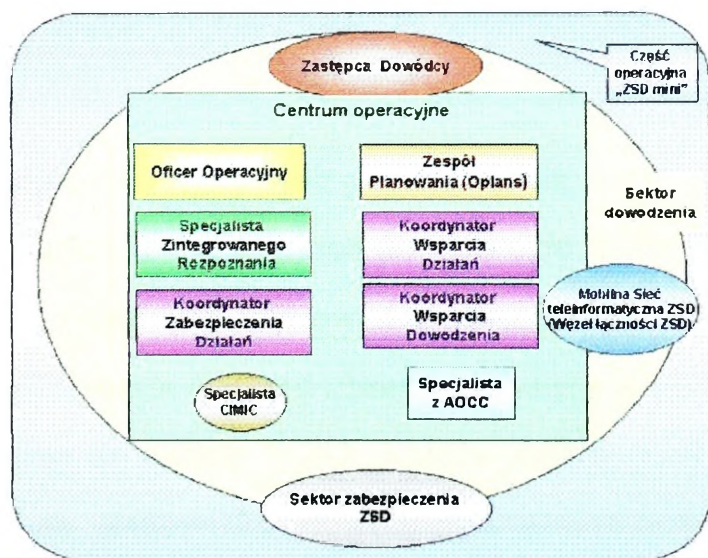 Zastępca Dowódcy
Część
operacyjna
„ZSD mini"
Centrum operacyjne
Oficer Operacyjny
Zespół
Planowania (Oplans)
Specjalista
Zintegrowanego
Rozpoznania
Koordynator
Wsparcia
Działań
Sektor
dowodzenia
Koordynator
Zabezpieczenia
Działań
Koordynator
Wsparcia
Dowodzenia
Mobilna Sieć
teleinformatyczna ZSD
(Węzeł łączności ZSD)
Specjalista
CIMIC
Specjalista
z AOCC
Sektor zabezpieczenia
ZSD